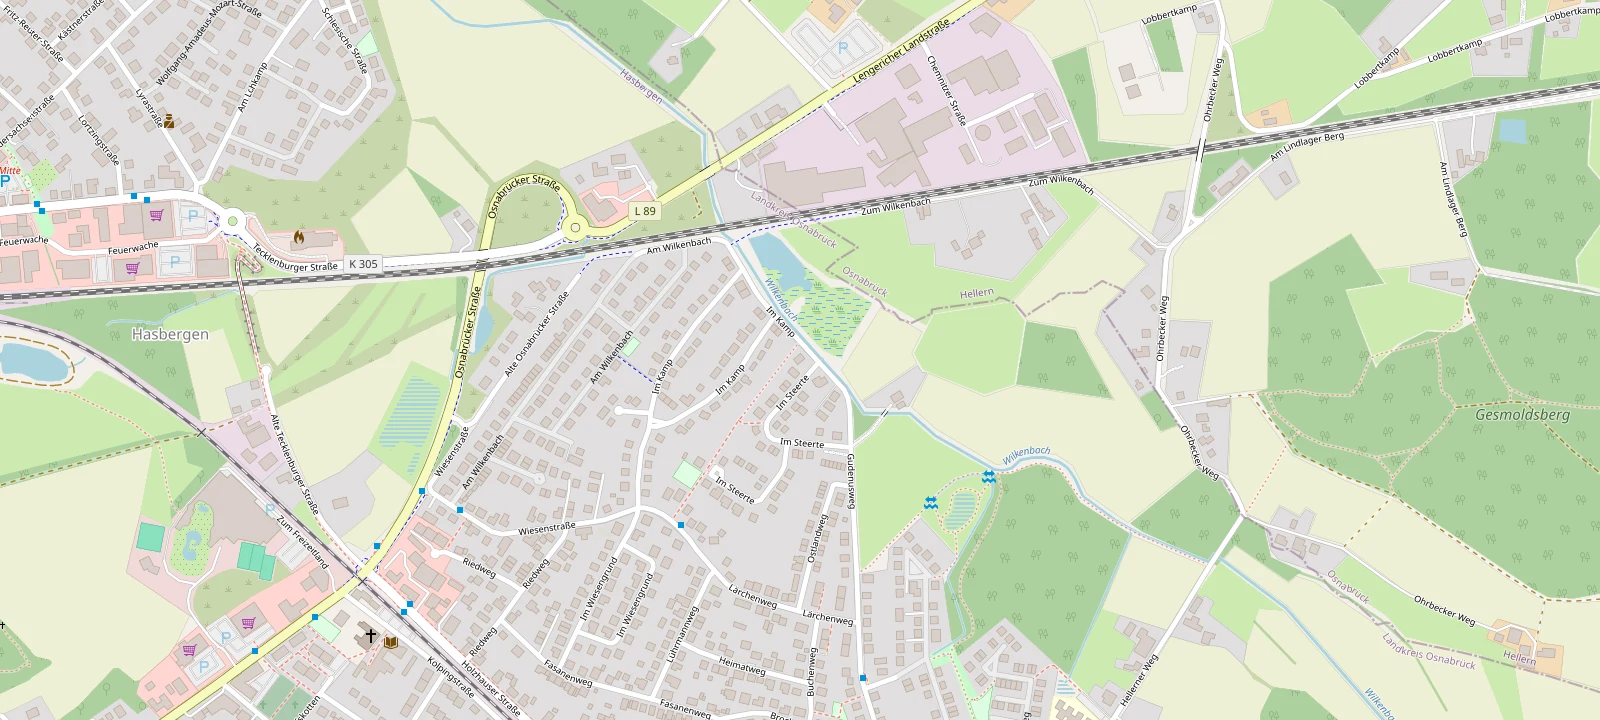 Fritz-Reuter-Straße
Kästnerstraße
Wolfgang-Amadeus-Mozart-Straße
Schlesische Straße
Lyrastraße
Am Lühkamp
Lortzingstraße
ersachsenstraße
Mitte
P
P
Feuerwache
Feuerwache
P
Tecklenburger Straße
K 305
Osnabrücker Straße
L 89
Hasbergen
Lengericher Landstraße
P
Chemnitzer Straße
Landkreis Osnabrück
Zum Wilkenbach
Zum Wilkenbach
Am Wilkenbach
Lobbertkamp
Lobbertkamp
Lobbertkamp
Lobbertkamp
Ohrbecker Weg
Am Lindlager Berg
Am Lindlager Berg
Osnabrück
Hellern
Wilkenbach
Im Kamp
Hasbergen
Osnabrücker Straße
Alte Osnabrücker Straße
Am Wilkenbach
Im Kamp
Im Kamp
Im Steerte
Ohrbecker Weg
Gesmoldsberg
Alte Tecklenburger Straße
Wiesenstraße
Am Wilkenbach
Im Steerte
Im Steerte
Gudenusweg
Wilkenbach
Ohrbecker Weg
P
Zum Freizeitland
Wiesenstraße
Ostlandweg
Riedweg
Riedweg
Riedweg
Im Wiesengrund
Im Wiesengrund
Lärchenweg
Lärchenweg
Lührmannweg
Heimatweg
Buchenweg
Fasanenweg
Fasanenweg
Osnabrück
Ohrbecker Weg
Landkreis Osnabrück
Hellern
Hellerner Weg
P
P
Kolpingstraße
Holzhauser Straße
skotten